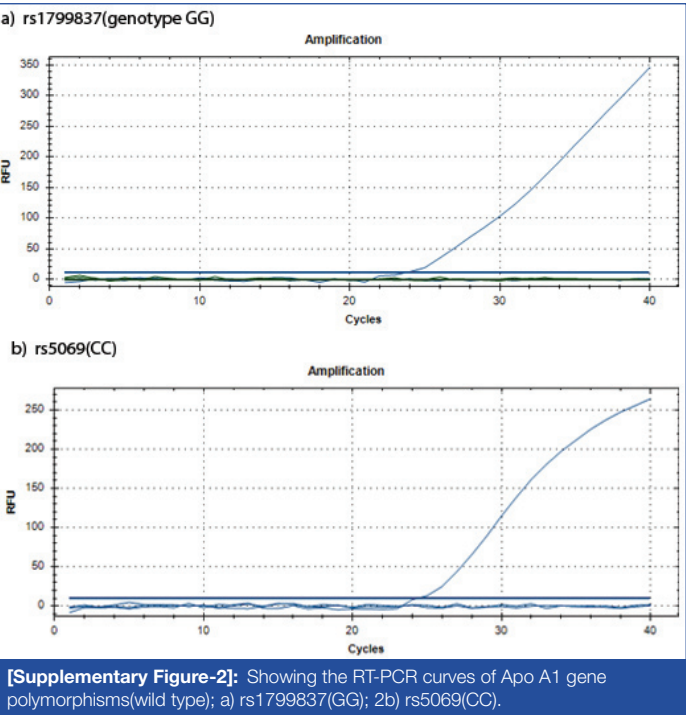 a) rs1799837(genotype GG)
Amplification
350
300
250
200
150
100
50
0
RFU
0 10 20 30 40
Cycles
b) rs5069(CC)
Amplification
250
200
150
100
50
0
RFU
0 10 20 30 40
Cycles
[Supplementary Figure-2]: Showing the RT-PCR curves of Apo A1 gene
polymorphisms(wild type); a) rs1799837(GG); 2b) rs5069(CC).